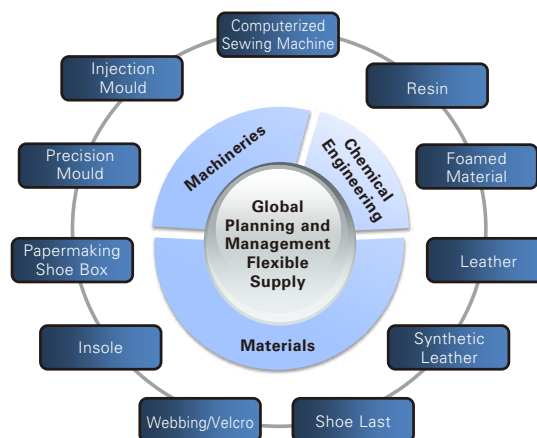 Computerized
Sewing Machine
Injection
Mould
Resin
Precision
Mould
Foamed
Material
Machineries
Chemical
Engineering
Global
Planning and
Management
Flexible
Supply
Papermaking
Shoe Box
Leather
Materials
Insole
Synthetic
Leather
Webbing/Velcro
Shoe Last